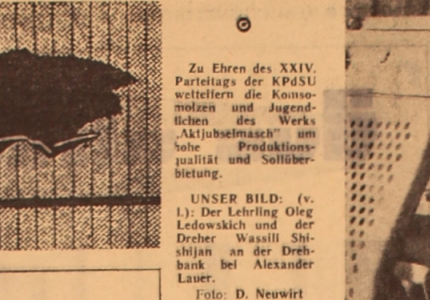 Zu Ehren des XXIV.
Parteitags der KPdSU
wetteifern die Komso-
molzen und Jugend-
lichen des Werks
„Aktjubselmasch" um
hohe Produktions-
qualität und Sollüber-
bietung.
UNSER BILD: (v.
l.): Der Lehrling Oleg
Ledowskich und der
Dreher Wassili Shi-
shijan an der Dreh-
bank bei Alexander
Lauer.
Foto: D. Neuwirt